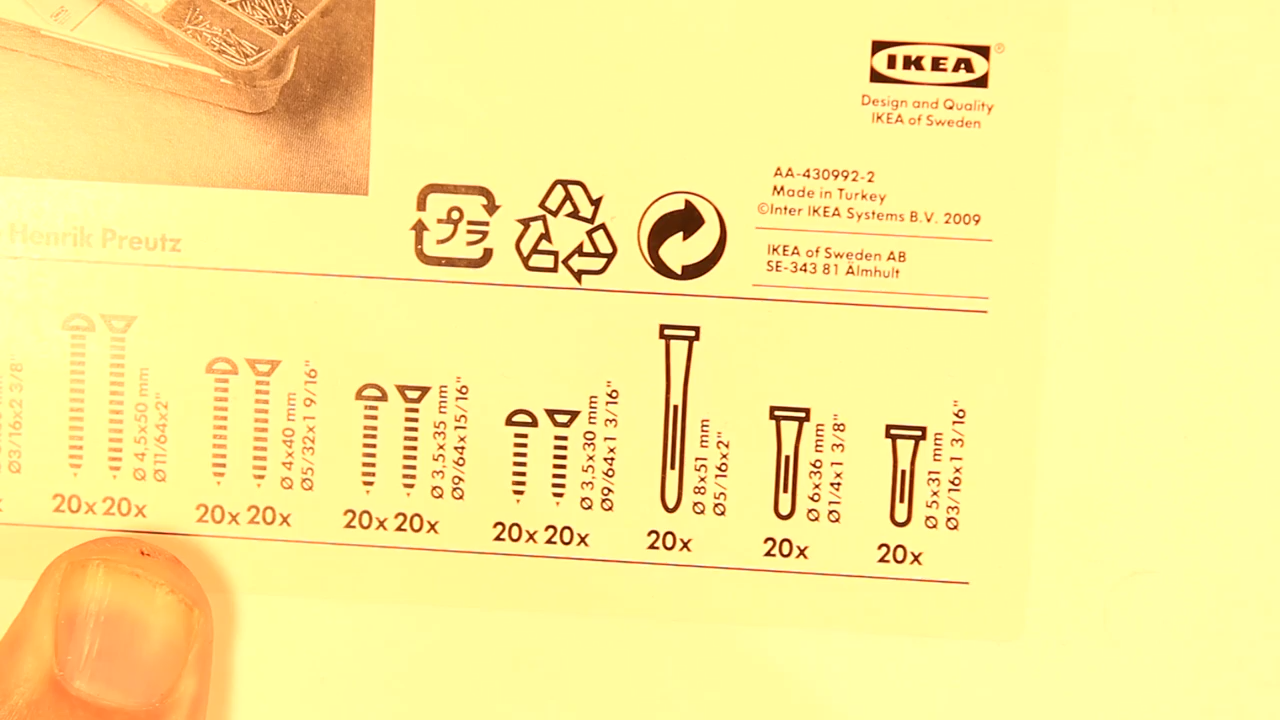 IKEA®
Design and Quality
IKEA of Sweden
AA-430992-2
Made in Turkey
©Inter IKEA Systems B.V. 2009
IKEA of Sweden AB
SE-343 81 Älmhult
プラ
Henrik Preutz
Ø3/16x2 3/8"
Ø 4,5x50 mm
Ø11/64x2"
20x 20x
Ø 4x40 mm
Ø5/32x1 9/16"
20x 20x
Ø 3,5x35 mm
Ø9/64x15/16"
20x 20x
Ø 3,5x30 mm
Ø9/64x1 3/16"
20x 20x
Ø 8x51 mm
Ø5/16x2"
20x
Ø 6x36 mm
Ø1/4x1 3/8"
20x
Ø 5x31 mm
Ø3/16x1 3/16"
20x